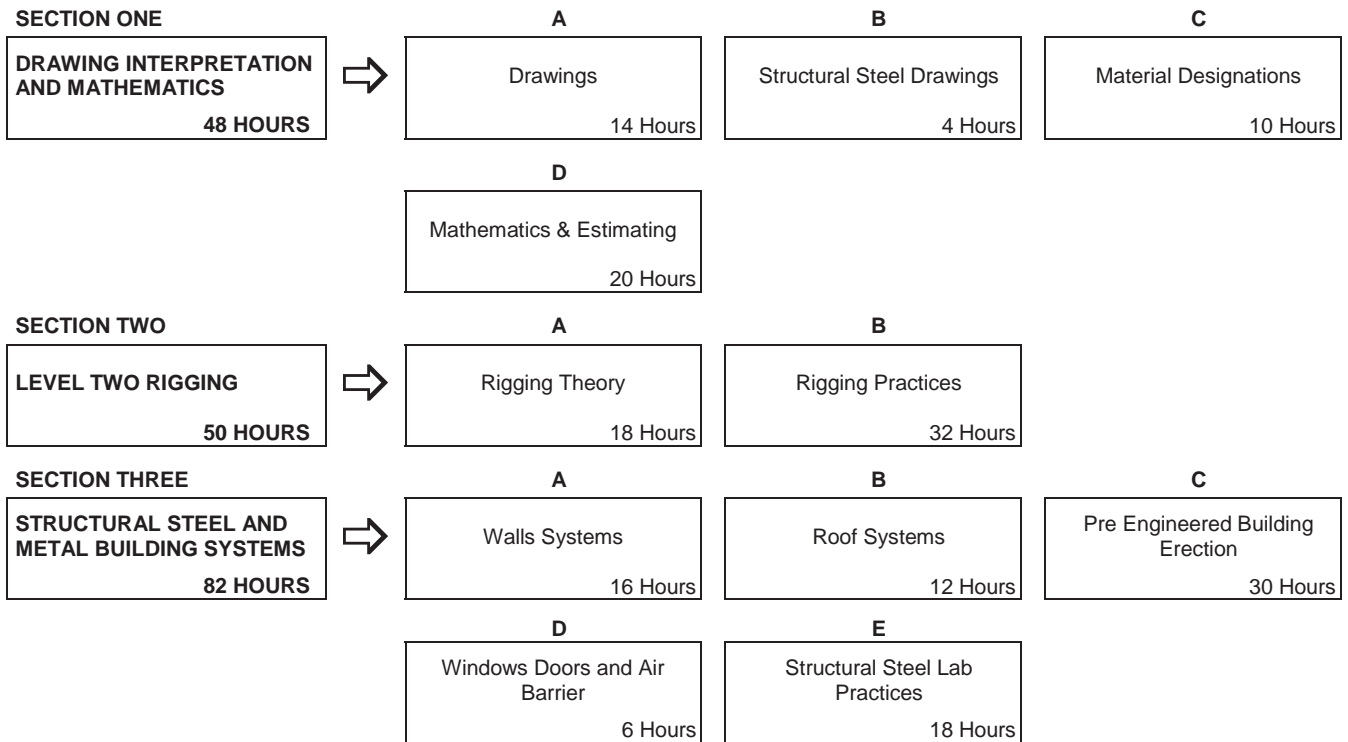 SECTION ONE
A
B
C
DRAWING INTERPRETATION
AND MATHEMATICS
48 HOURS
Drawings
14 Hours
Structural Steel Drawings
4 Hours
Material Designations
10 Hours
D
Mathematics & Estimating
20 Hours
SECTION TWO
A
B
LEVEL TWO RIGGING
50 HOURS
Rigging Theory
18 Hours
Rigging Practices
32 Hours
SECTION THREE
A
B
C
STRUCTURAL STEEL AND
METAL BUILDING SYSTEMS
82 HOURS
Walls Systems
16 Hours
Roof Systems
12 Hours
Pre Engineered Building
Erection
30 Hours
D
E
Windows Doors and Air
Barrier
6 Hours
Structural Steel Lab
Practices
18 Hours